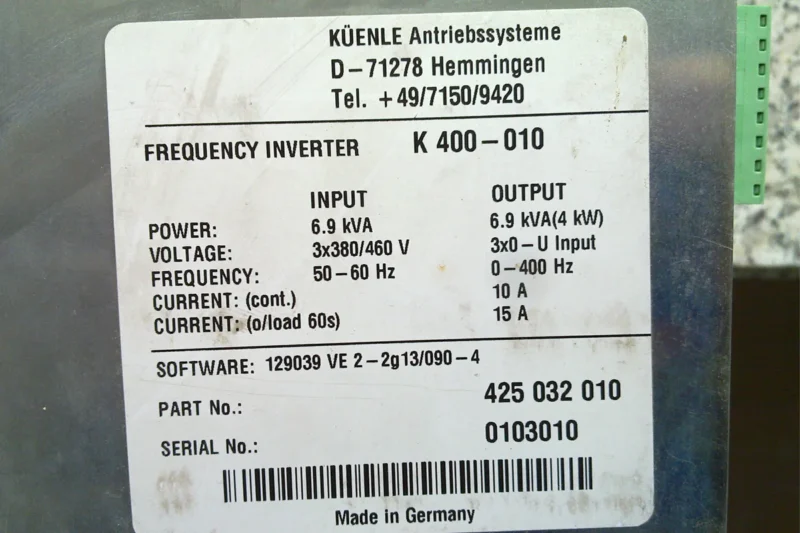 KÜENLE Antriebssysteme
D-71278 Hemmingen
Tel. +49/7150/9420
FREQUENCY INVERTER K 400-010
INPUT OUTPUT
POWER: 6.9 kVA 6.9 kVA(4 kW)
VOLTAGE: 3x380/460 V 3x0-U Input
FREQUENCY: 50-60 Hz 0-400 Hz
CURRENT: (cont.) 10 A
CURRENT: (o/load 60s) 15 A
SOFTWARE: 129039 VE 2-2g13/090-4
PART No.: 425 032 010
SERIAL No.: 0103010
Made in Germany